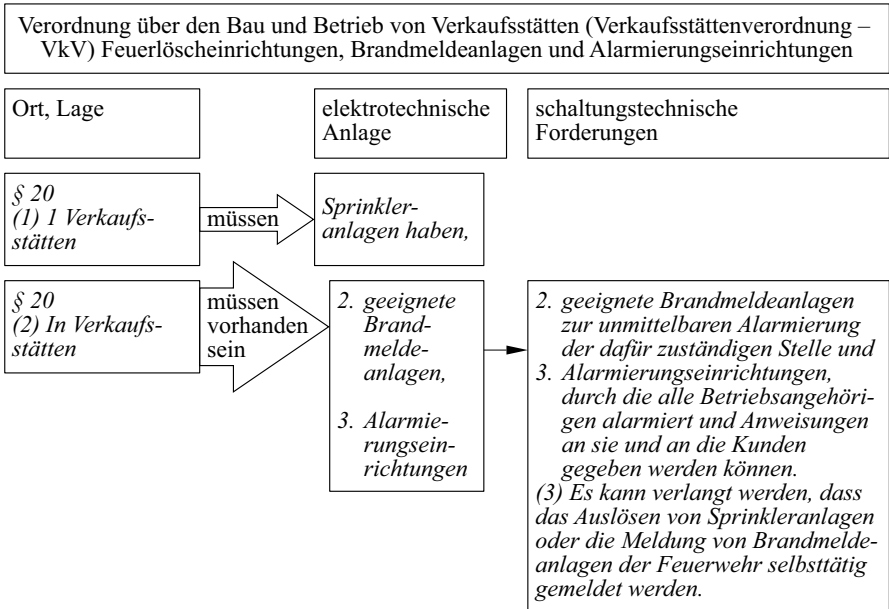 Verordnung über den Bau und Betrieb von Verkaufsstätten (Verkaufsstättenverordnung –
VkV) Feuerlöscheinrichtungen, Brandmeldeanlagen und Alarmierungseinrichtungen
Ort, Lage
elektrotechnische
Anlage
schaltungstechnische
Forderungen
§ 20
(1) 1 Verkaufs-
stätten
müssen
Sprinkler-
anlagen haben,
§ 20
(2) In Verkaufs-
stätten
müssen
vorhanden
sein
2. geeignete
Brand-
melde-
anlagen,
3. Alarmie-
rungsein-
richtungen
2. geeignete Brandmeldeanlagen
zur unmittelbaren Alarmierung
der dafür zuständigen Stelle und
3. Alarmierungseinrichtungen,
durch die alle Betriebsangehöri-
gen alarmiert und Anweisungen
an sie und an die Kunden
gegeben werden können.
(3) Es kann verlangt werden, dass
das Auslösen von Sprinkleranlagen
oder die Meldung von Brandmelde-
anlagen der Feuerwehr selbsttätig
gemeldet werden.